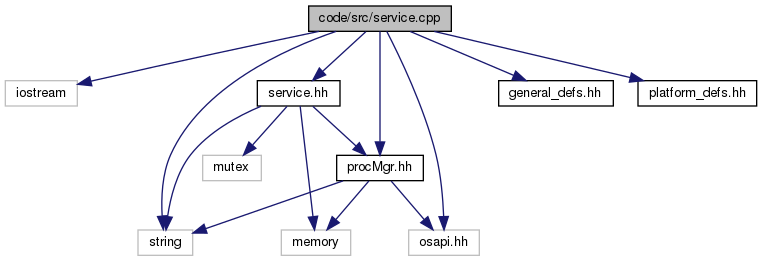 code/src/service.cpp
iostream
service.hh
general_defs.hh
platform_defs.hh
mutex
procMgr.hh
string
memory
osapi.hh